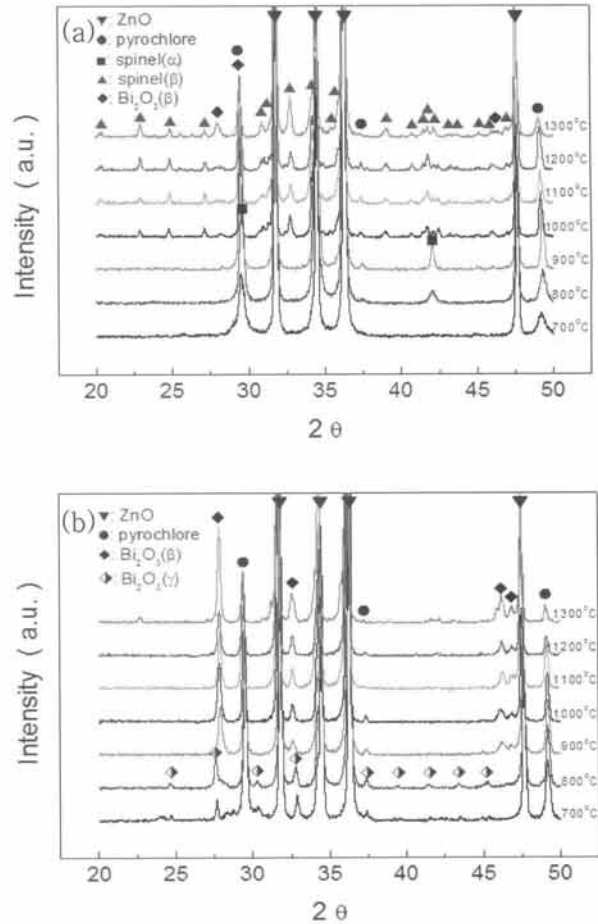 (a)
ZnO
pyrochlore
spinel(α)
spinel(β)
Bi₂O₃(β)
1300°C
1200°C
1100°C
1000°C
900°C
800°C
700°C
Intensity ( a.u. )
20 25 30 35 40 45 50
2 θ
(b)
ZnO
pyrochlore
Bi₂O₃(β)
Bi₂O₃(γ)
1300°C
1200°C
1100°C
1000°C
900°C
800°C
700°C
Intensity ( a.u. )
20 25 30 35 40 45 50
2 θ